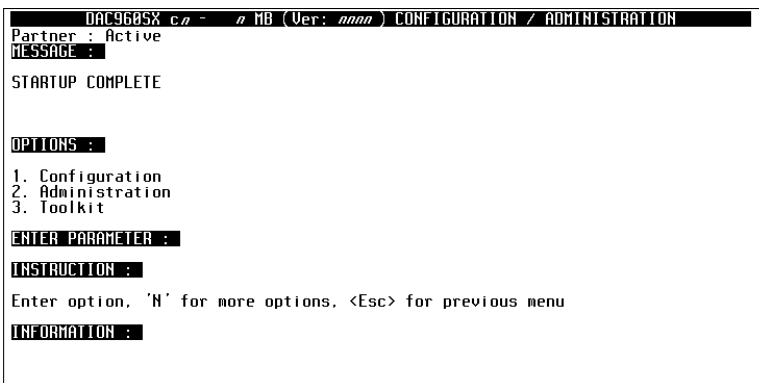 DAC960SX cn - n MB (Ver: nnnn ) CONFIGURATION / ADMINISTRATION
Partner : Active
MESSAGE :
STARTUP COMPLETE
OPTIONS :
1. Configuration
2. Administration
3. Toolkit
ENTER PARAMETER :
INSTRUCTION :
Enter option, 'N' for more options, <Esc> for previous menu
INFORMATION :